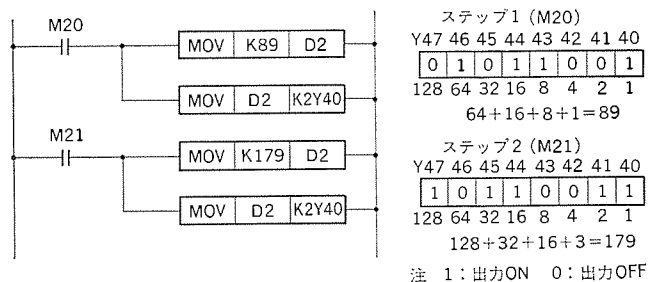 M20
MOV K89 D2
MOV D2 K2Y40
M21
MOV K179 D2
MOV D2 K2Y40
ステップ1 (M20)
Y47 46 45 44 43 42 41 40
0 1 0 1 1 0 0 1
128 64 32 16 8 4 2 1
64+16+8+1=89
ステップ2 (M21)
Y47 46 45 44 43 42 41 40
1 0 1 1 0 0 1 1
128 64 32 16 8 4 2 1
128+32+16+3=179
注 1:出力ON 0:出力OFF